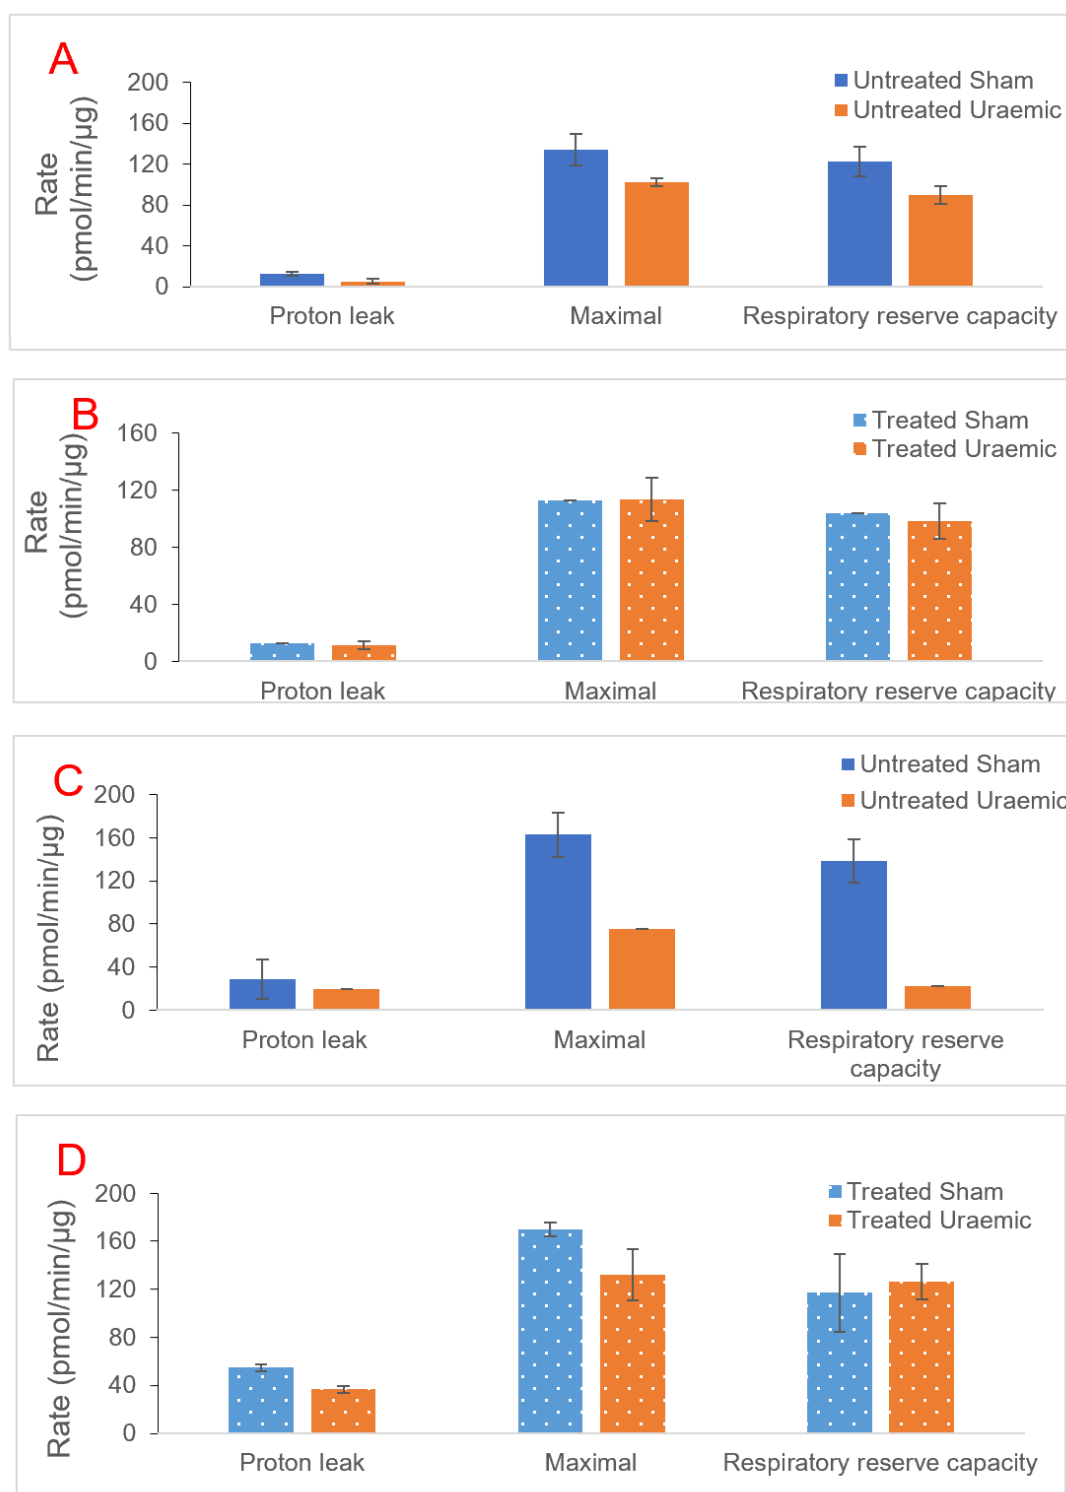 A
Untreated Sham
Untreated Uraemic
Rate
(pmol/min/µg)
200
160
120
80
40
0
Proton leak
Maximal
Respiratory reserve capacity
B
Treated Sham
Treated Uraemic
Rate
(pmol/min/µg)
160
120
80
40
0
Proton leak
Maximal
Respiratory reserve capacity
C
Untreated Sham
Untreated Uraemic
Rate (pmol/min/µg)
200
160
120
80
40
0
Proton leak
Maximal
Respiratory reserve
capacity
D
Treated Sham
Treated Uraemic
Rate (pmol/min/µg)
200
160
120
80
40
0
Proton leak
Maximal
Respiratory reserve capacity